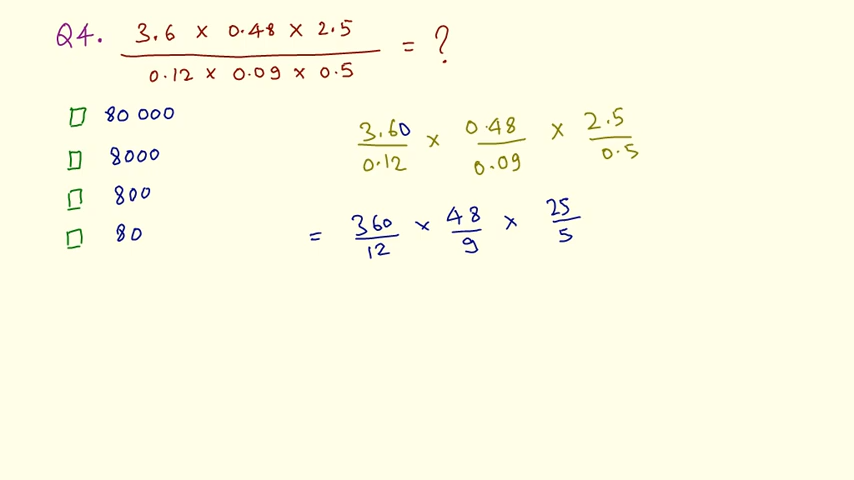 Q4. 3.6 × 0.48 × 2.5 / 0.12 × 0.09 × 0.5 = ?
80 000
8000
800
80
3.60/0.12 × 0.48/0.09 × 2.5/0.5
= 360/12 × 48/9 × 25/5